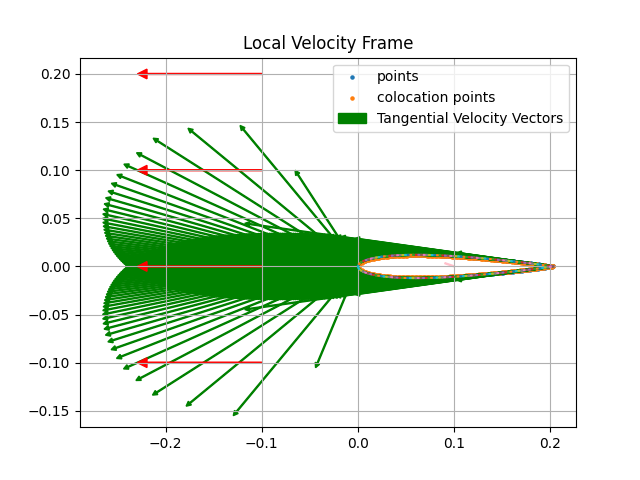 Local Velocity Frame
points
colocation points
Tangential Velocity Vectors
0.20
0.15
0.10
0.05
0.00
−0.05
−0.10
−0.15
−0.2 −0.1 0.0 0.1 0.2